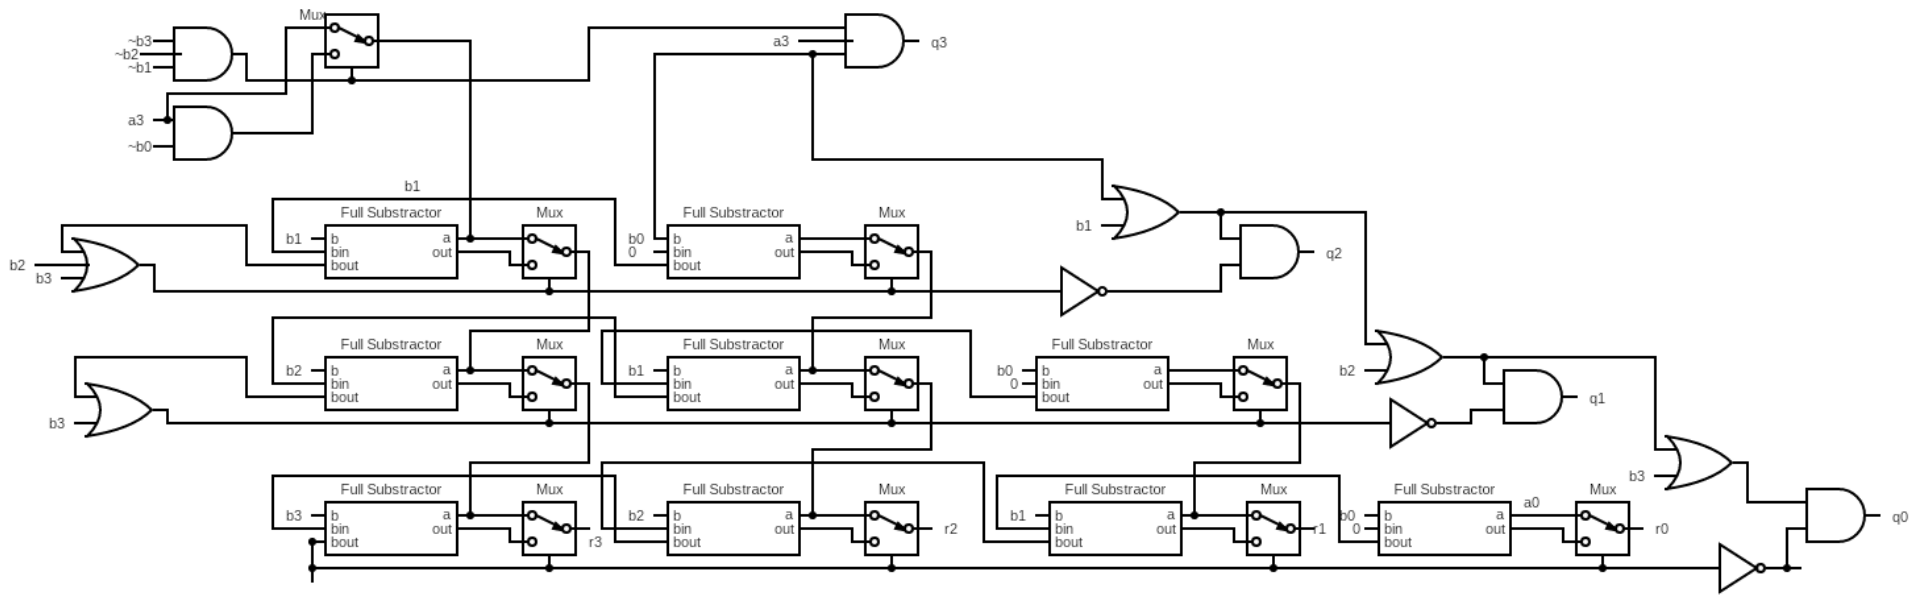 Mux
~b3
~b2
~b1
a3
q3
a3
~b0
b1
Full Substractor Mux Full Substractor Mux
b1 b a b0 b a
bin out 0 bin out
bout bout
b2
b3
b1
q2
Full Substractor Mux Full Substractor Mux Full Substractor Mux
b2 b a b1 b a b0 b a
bin out bin out 0 bin out
bout bout bout
b2
b3
q1
b3
Full Substractor Mux Full Substractor Mux Full Substractor Mux Full Substractor Mux
a0
b3 b a b2 b a b1 b a b0 b a
bin out bin out r2 bin out r1 0 bin out r0
bout r3 bout bout bout
q0